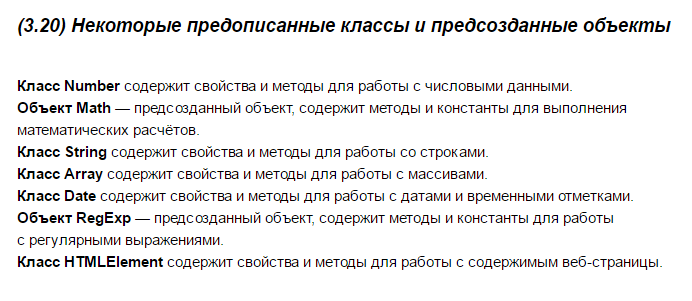 (3.20) Некоторые предописанные классы и предсозданные объекты
Класс Number содержит свойства и методы для работы с числовыми данными.
Объект Math — предсозданный объект, содержит методы и константы для выполнения
математических расчётов.
Класс String содержит свойства и методы для работы со строками.
Класс Array содержит свойства и методы для работы с массивами.
Класс Date содержит свойства и методы для работы с датами и временными отметками.
Объект RegExp — предсозданный объект, содержит методы и константы для работы
с регулярными выражениями.
Класс HTMLElement содержит свойства и методы для работы с содержимым веб-страницы.